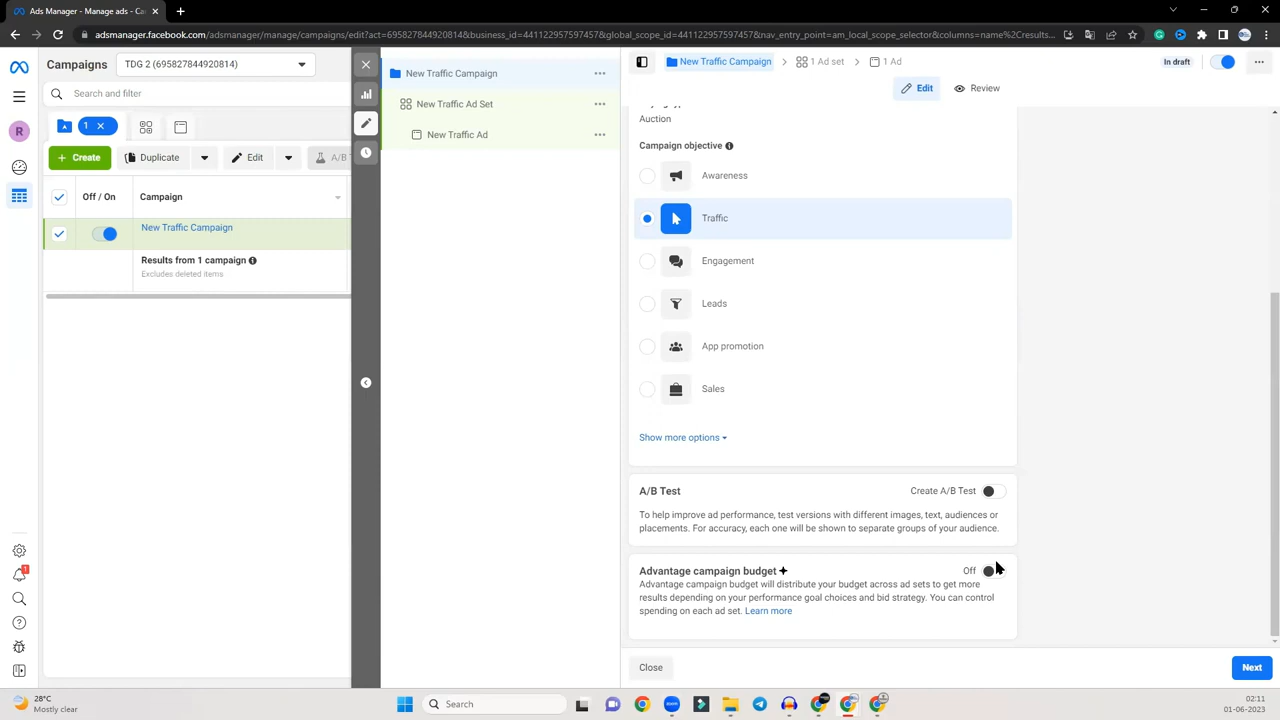 Ads Manager - Manage ads - Ca
adsmanager.facebook.com/adsmanager/manage/campaigns/edit?act=695827844920814&business_id=441122957497657&global_scope_id=441122957497657&nav_entry_point=am_local_scope_selector&columns=name%2Cresults...
Campaigns
TDG 2 (695827844920814)
Search and filter
1
Create
Duplicate
Edit
A/B
Off / On
Campaign
New Traffic Campaign
Results from 1 campaign
Excludes deleted items
R
1
New Traffic Campaign
New Traffic Ad Set
New Traffic Ad
New Traffic Campaign
1 Ad set
1 Ad
In draft
Edit
Review
Auction
Campaign objective
Awareness
Traffic
Engagement
Leads
App promotion
Sales
Show more options
A/B Test
Create A/B Test
To help improve ad performance, test versions with different images, text, audiences or
placements. For accuracy, each one will be shown to separate groups of your audience.
Advantage campaign budget
Off
Advantage campaign budget will distribute your budget across ad sets to get more
results depending on your performance goal choices and bid strategy. You can control
spending on each ad set. Learn more
Close
Next
28°C
Mostly clear
Search
02:11
01-06-2023